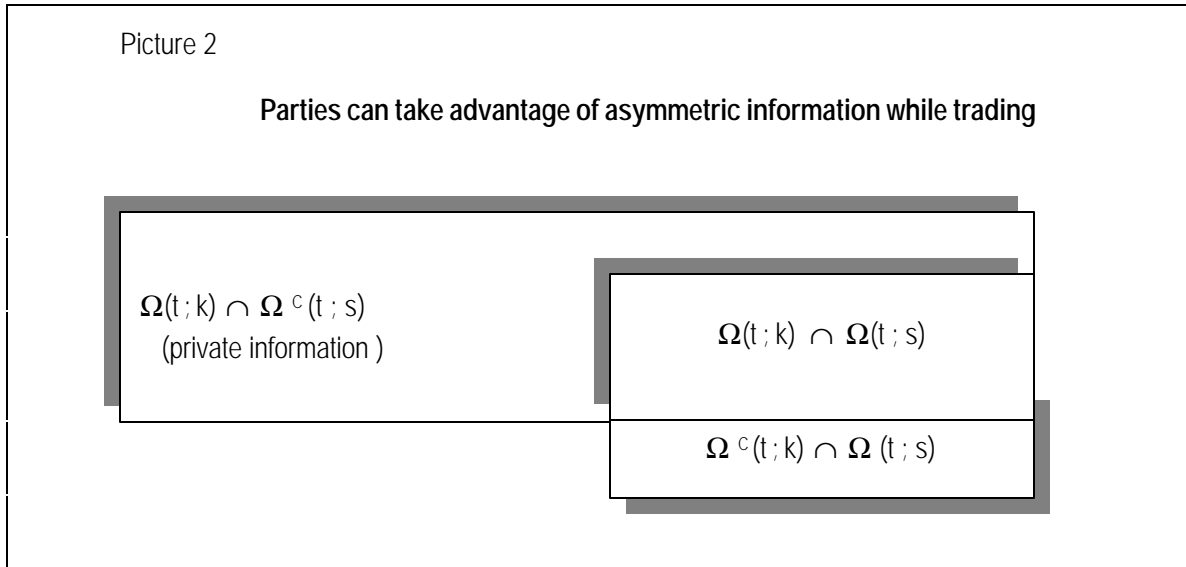 Picture 2
Parties can take advantage of asymmetric information while trading
Ω(t ; k) ∩ Ω ᶜ (t ; s)
(private information )
Ω(t ; k) ∩ Ω(t ; s)
Ω ᶜ (t ; k) ∩ Ω (t ; s)